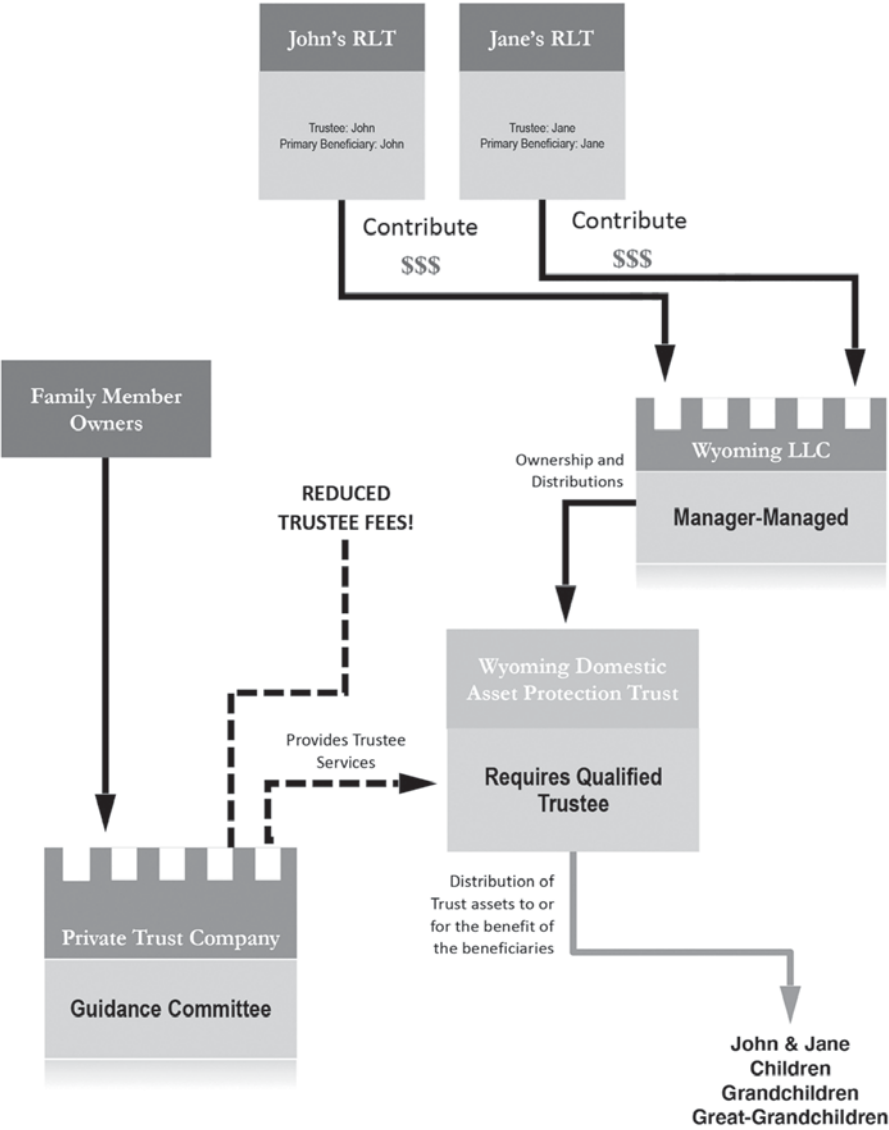 John's RLT
Trustee: John
Primary Beneficiary: John
Jane's RLT
Trustee: Jane
Primary Beneficiary: Jane
Contribute
$$$
Contribute
$$$
Family Member
Owners
Wyoming LLC
Manager-Managed
Ownership and
Distributions
REDUCED
TRUSTEE FEES!
Wyoming Domestic
Asset Protection Trust
Requires Qualified
Trustee
Provides Trustee
Services
Private Trust Company
Guidance Committee
Distribution of
Trust assets to or
for the benefit of
the beneficiaries
John & Jane
Children
Grandchildren
Great-Grandchildren